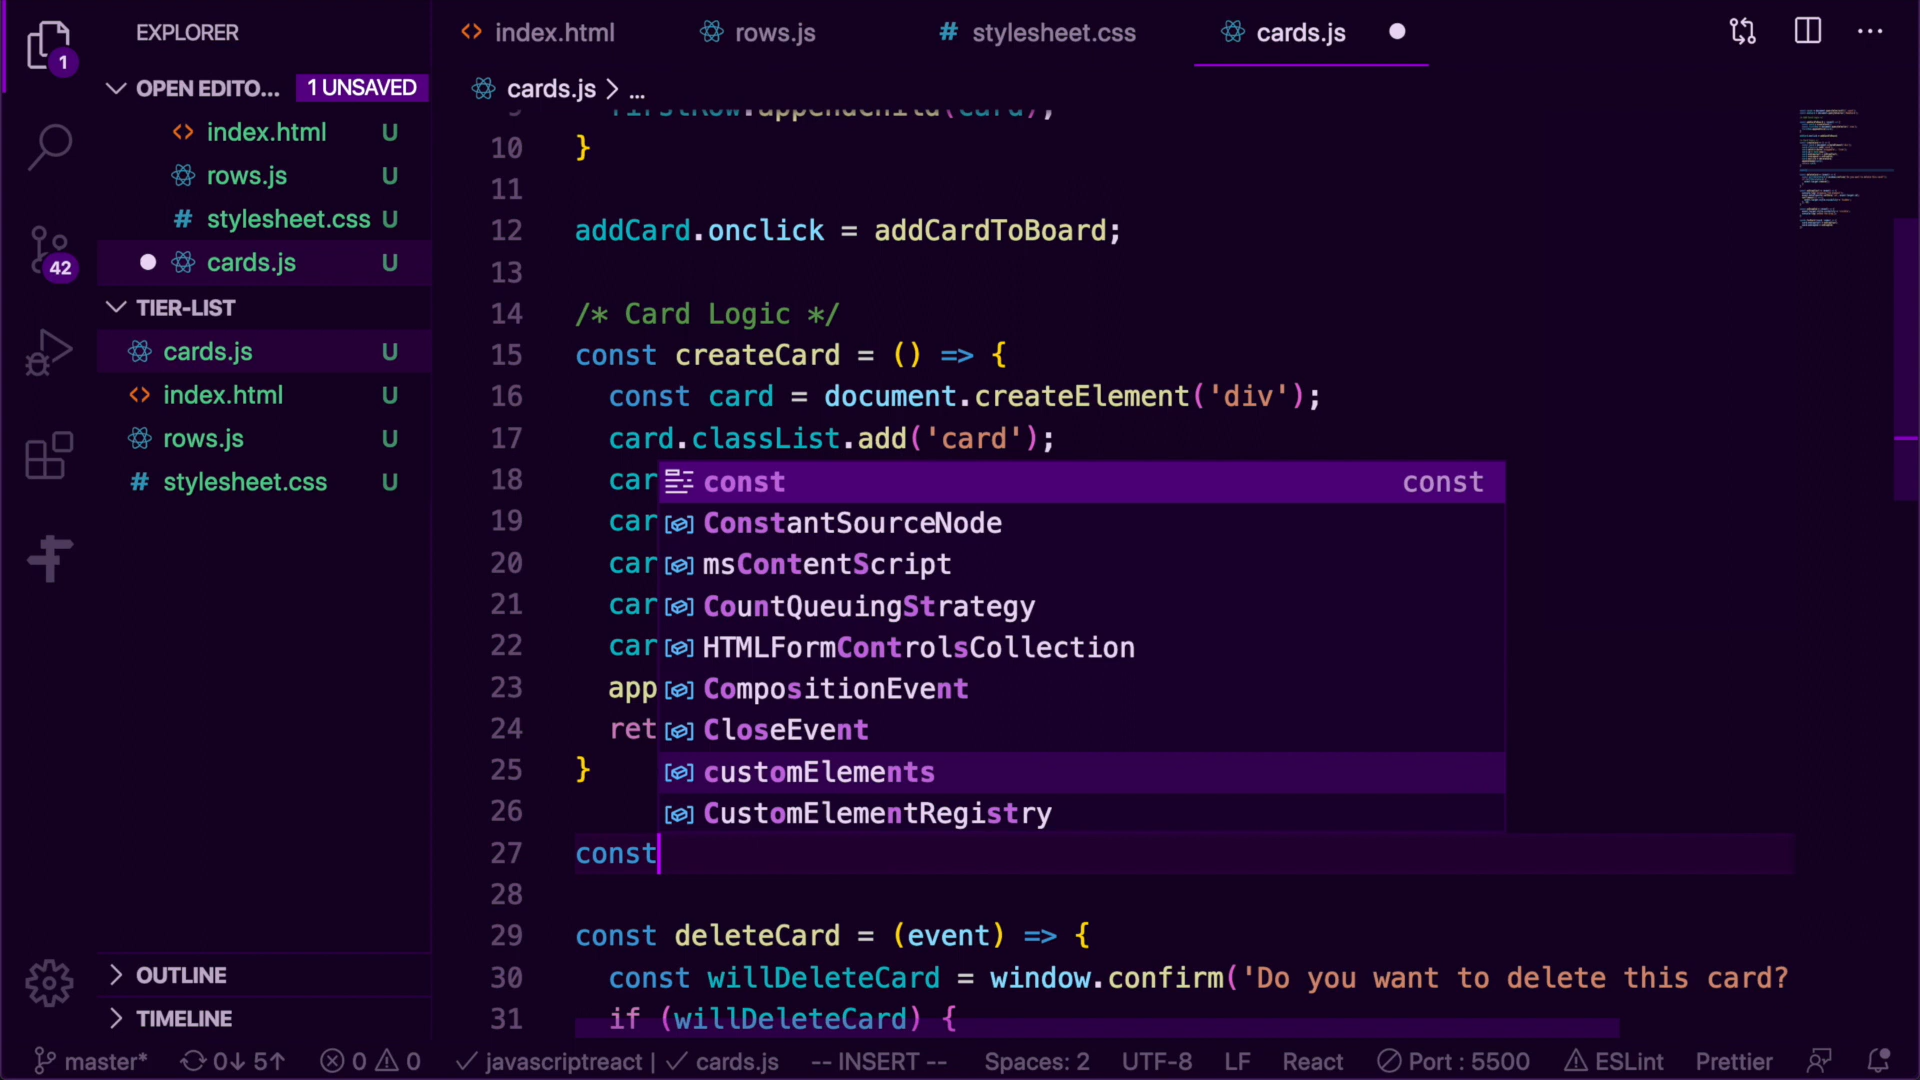 EXPLORER
OPEN EDITO... 1 UNSAVED
index.html U
rows.js U
stylesheet.css U
cards.js U
TIER-LIST
cards.js U
index.html U
rows.js U
stylesheet.css U
OUTLINE
TIMELINE
1
42
index.html rows.js # stylesheet.css cards.js
cards.js > ...
9 firstRow.appendChild(card);
10 }
11
12 addCard.onclick = addCardToBoard;
13
14 /* Card Logic */
15 const createCard = () => {
16 const card = document.createElement('div');
17 card.classList.add('card');
18 car
19 car
20 car
21 car
22 car
23 app
24 ret
25 }
26
27 const
28
29 const deleteCard = (event) => {
30 const willDeleteCard = window.confirm('Do you want to delete this card?
31 if (willDeleteCard) {
const const
ConstantSourceNode
msContentScript
CountQueuingStrategy
HTMLFormControlsCollection
CompositionEvent
CloseEvent
customElements
CustomElementRegistry
master* 0↓ 5↑ 0 0 javascriptreact | cards.js -- INSERT -- Spaces: 2 UTF-8 LF React Port : 5500 ESLint Prettier